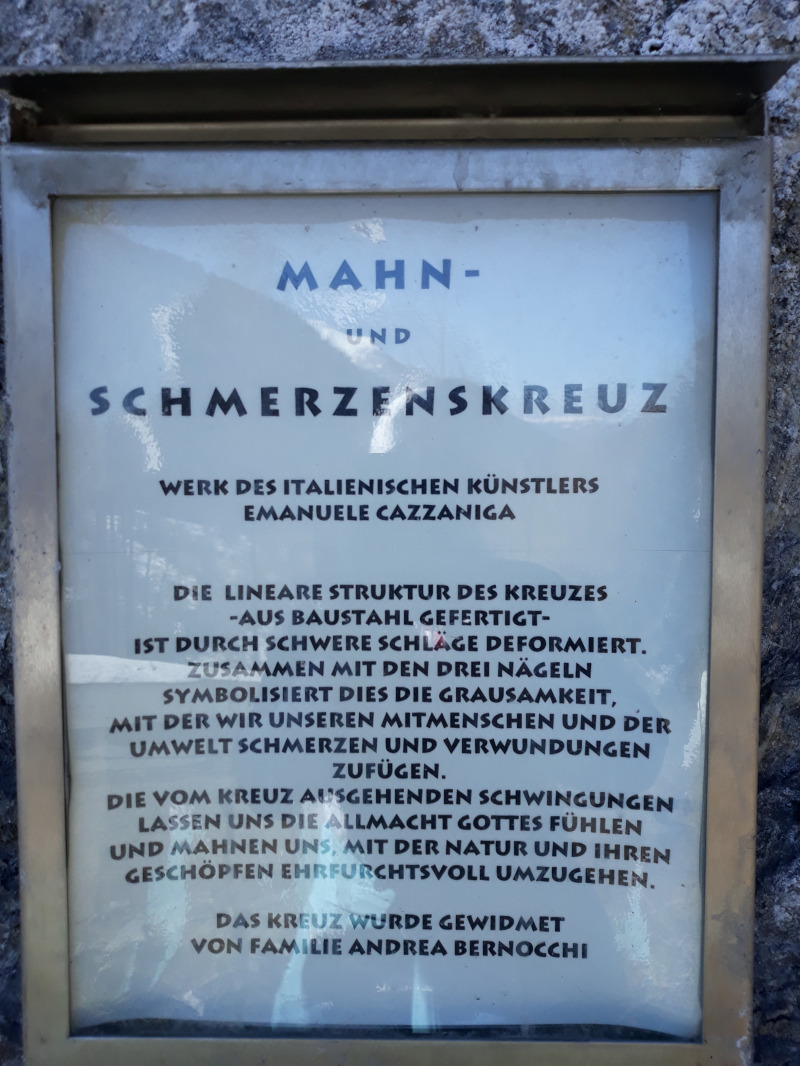 MAHN-
UND
SCHMERZENSKREUZ
WERK DES ITALIENISCHEN KÜNSTLERS
EMANUELE CAZZANIGA
DIE LINEARE STRUKTUR DES KREUZES
-AUS BAUSTAHL GEFERTIGT-
IST DURCH SCHWERE SCHLÄGE DEFORMIERT.
ZUSAMMEN MIT DEN DREI NÄGELN
SYMBOLISIERT DIES DIE GRAUSAMKEIT,
MIT DER WIR UNSEREN MITMENSCHEN UND DER
UMWELT SCHMERZEN UND VERWUNDUNGEN
ZUFÜGEN.
DIE VOM KREUZ AUSGEHENDEN SCHWINGUNGEN
LASSEN UNS DIE ALLMACHT GOTTES FÜHLEN
UND MAHNEN UNS, MIT DER NATUR UND IHREN
GESCHÖPFEN EHRFURCHTSVOLL UMZUGEHEN.
DAS KREUZ WURDE GEWIDMET
VON FAMILIE ANDREA BERNOCCHI